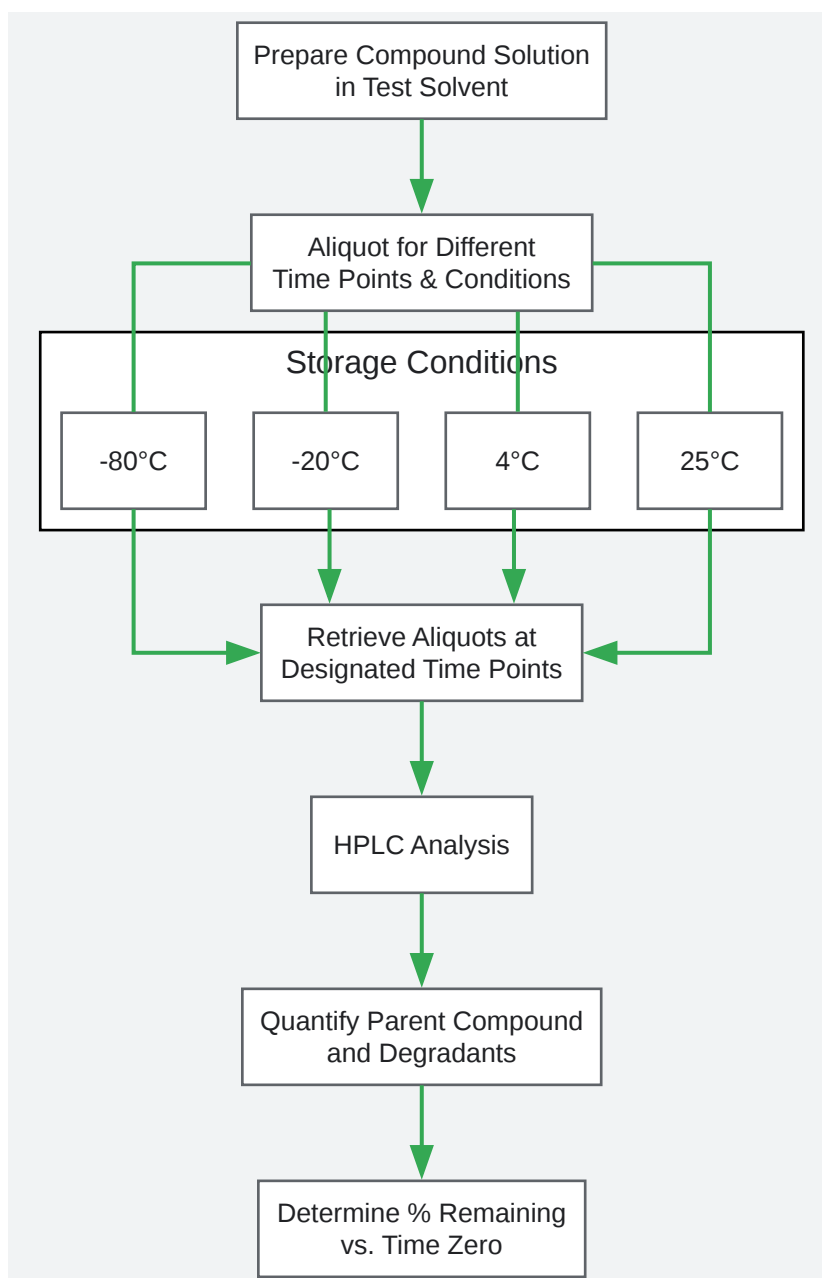 Prepare Compound Solution
in Test Solvent
Aliquot for Different
Time Points & Conditions
Storage Conditions
-80°C
-20°C
4°C
25°C
Retrieve Aliquots at
Designated Time Points
HPLC Analysis
Quantify Parent Compound
and Degradants
Determine % Remaining
vs. Time Zero